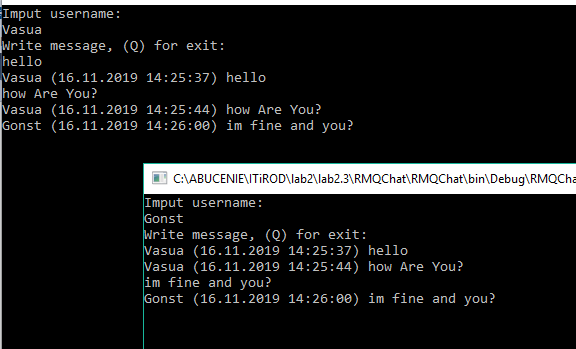 Imput username:
Vasua
Write message, (Q) for exit:
hello
Vasua (16.11.2019 14:25:37) hello
how Are You?
Vasua (16.11.2019 14:25:44) how Are You?
Gonst (16.11.2019 14:26:00) im fine and you?
C:\ABUCENIE\ITiROD\lab2\lab2.3\RMQChat\RMQChat\bin\Debug\RMQCha
Imput username:
Gonst
Write message, (Q) for exit:
Vasua (16.11.2019 14:25:37) hello
Vasua (16.11.2019 14:25:44) how Are You?
im fine and you?
Gonst (16.11.2019 14:26:00) im fine and you?